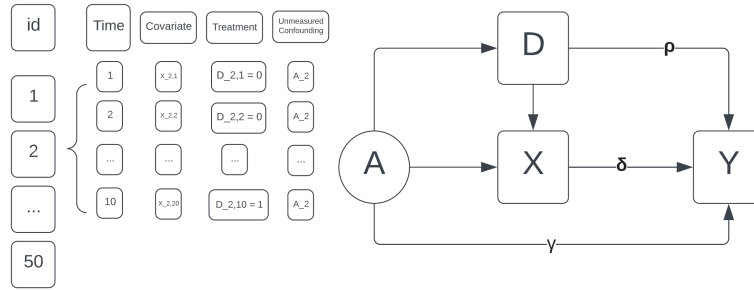 id
Time
Covariate
Treatment
Unmeasured
Confounding
1
X_2,1
D_2,1 = 0
A_2
1
2
X_2,2
D_2,2 = 0
A_2
2
...
...
...
...
...
10
X_2,20
D_2,10 = 1
A_2
50
D
ρ
A
X
δ
Y
γ